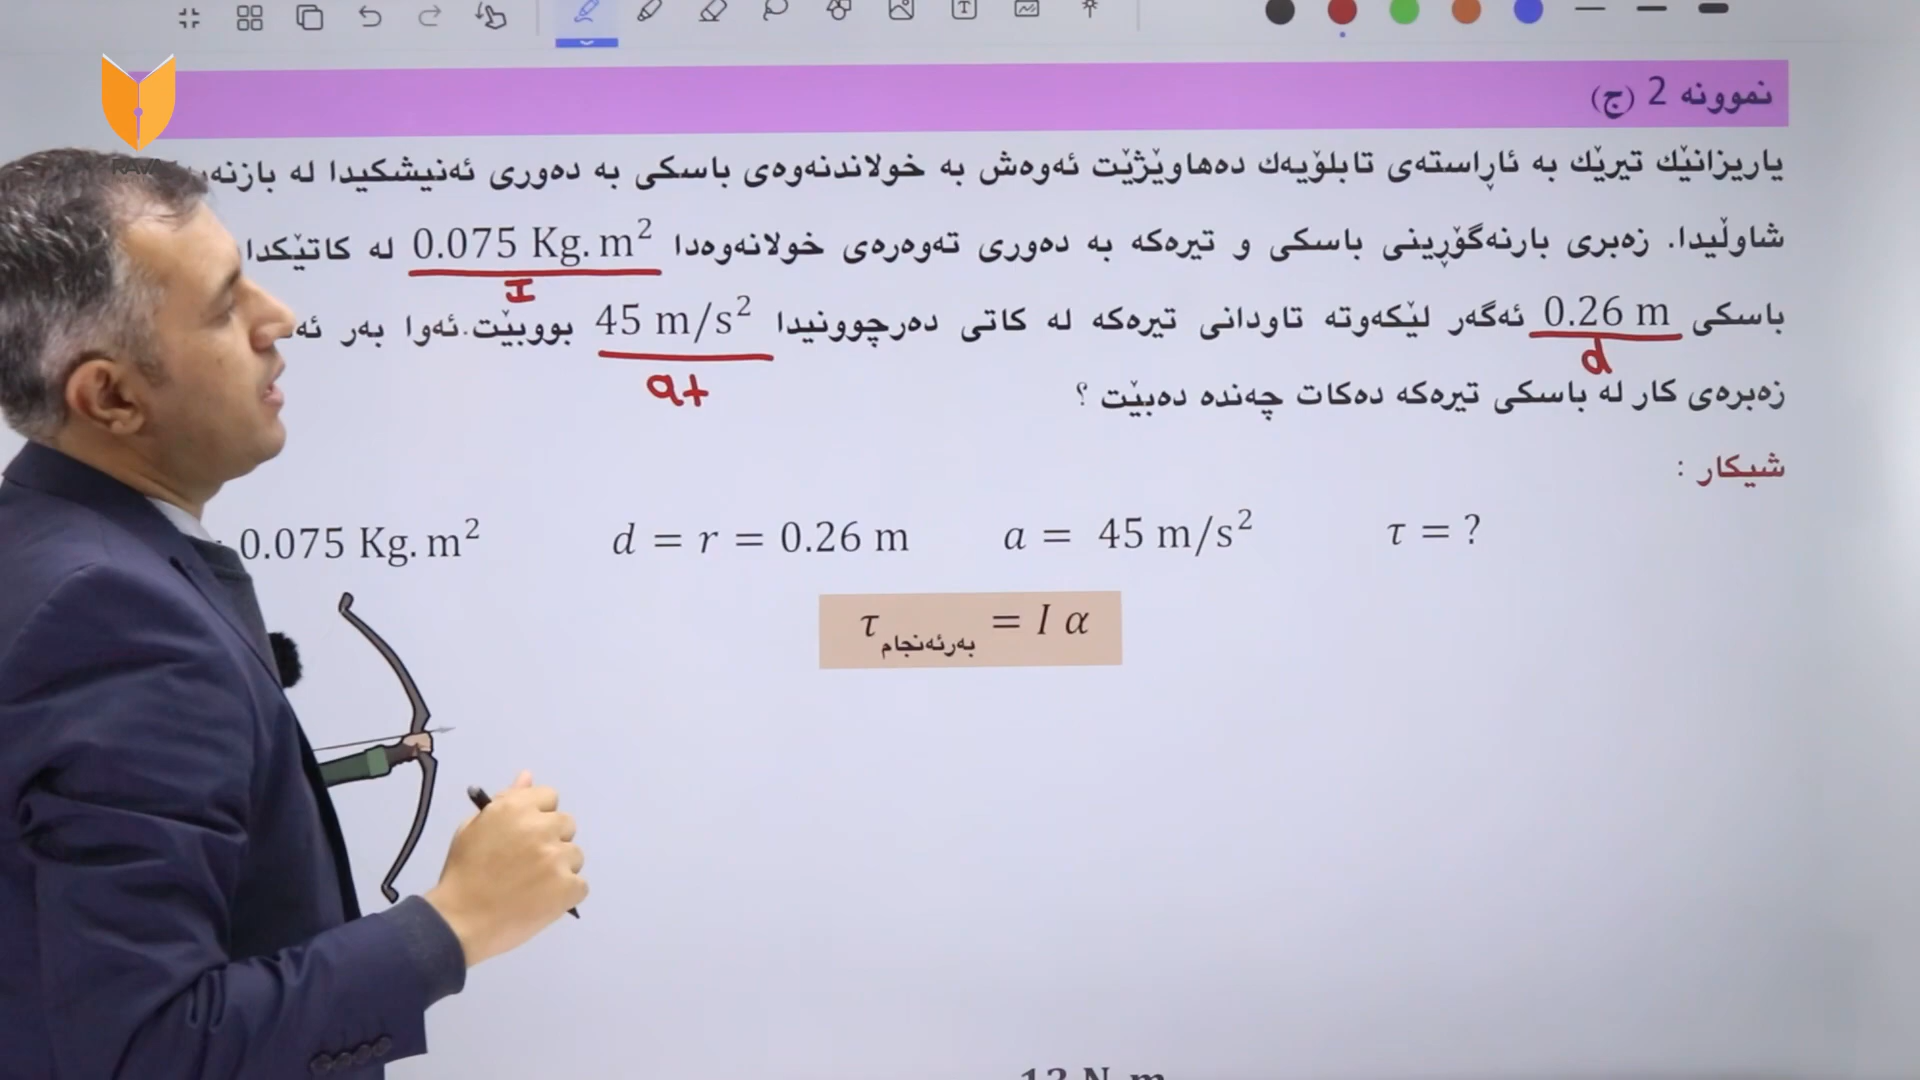 نموونە 2 (ج)
یاریزانێك تیرێك بە ئاڕاستەی تابلۆیەك دەهاوێژێت ئەوەش بە خولاندنەوەی باسکی بە دەوری ئەنیشکیدا لە
شاوڵیدا. زەبری بارنەگۆڕینی باسکی و تیرەکە بە دەوری تەوەرەی خولانەوەدا 0.075 Kg. m² لە کاتێکدا
I
باسکی 0.26 m ئەگەر لێکەوتە تاودانی تیرەکە لە کاتی دەرچوونیدا 45 m/s² بووبێت.ئەوا بەر
d
at
زەبرەی کار لە باسکی تیرەکە دەکات چەندە دەبێت ؟
شیکار :
0.075 Kg. m² d = r = 0.26 m a = 45 m/s² τ = ?
τ بەرئەنجام = I α